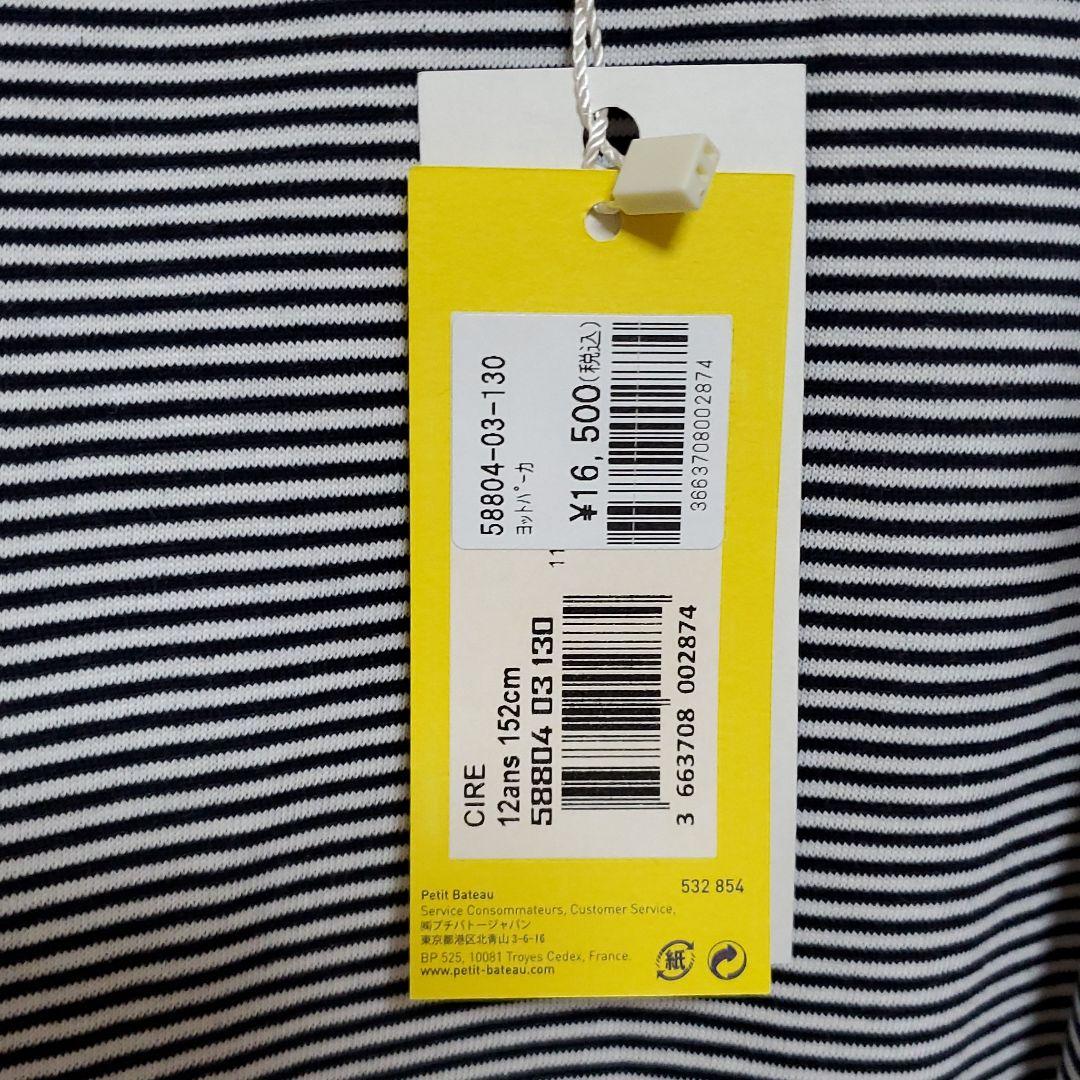 58804-03-130
ﾖｯﾄﾊﾟｰｶ
¥16,500(税込)
3663708002874
11
CIRE
12ans 152cm
58804 03 130
3 663708 002874
532 854
Petit Bateau
Service Consommateurs, Customer Service,
㈱プチバトージャパン
東京都港区北青山3-6-16
BP 525, 10081 Troyes Cedex, France.
www.petit-bateau.com
紙